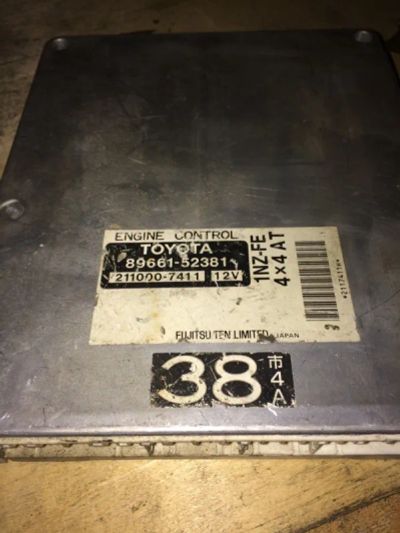 ENGINE CONTROL
TOYOTA
89661-52381
211000-7411 12V
1NZ-FE
4×4 AT
FUJITSU TEN LIMITED JAPAN
38
市
4
A